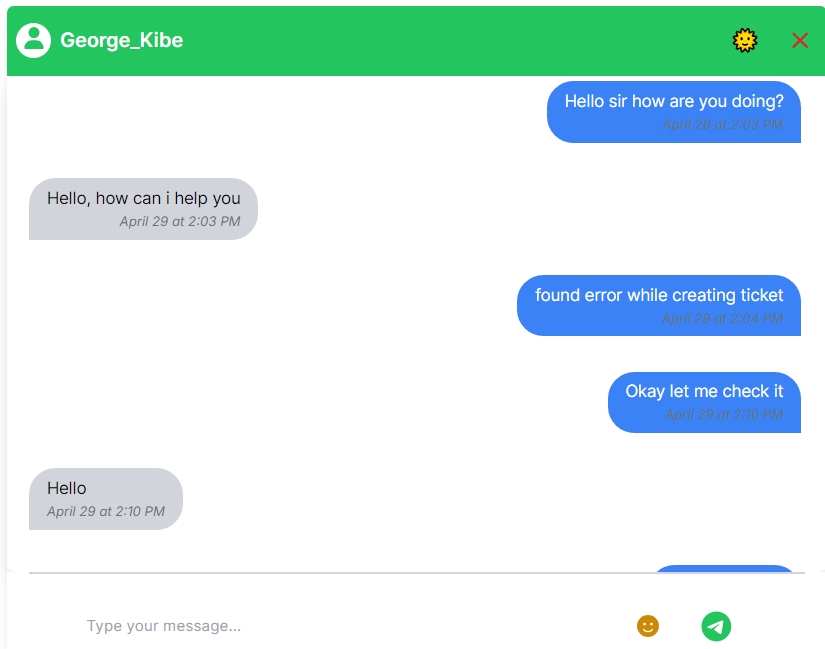 George_Kibe
Hello sir how are you doing?
April 29 at 2:03 PM
Hello, how can i help you
April 29 at 2:03 PM
found error while creating ticket
April 29 at 2:04 PM
Okay let me check it
April 29 at 2:10 PM
Hello
April 29 at 2:10 PM
Type your message...